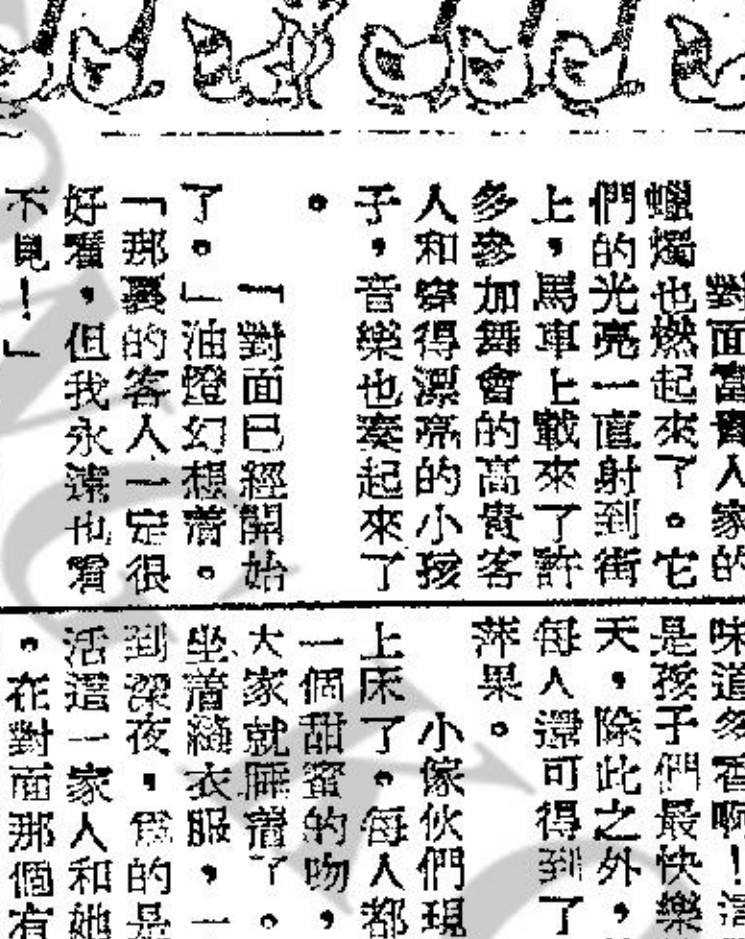 對面富貴人家的
蠟燭也燃起來了。它
們的光亮一直射到街
上，馬車上載來了許
多參加舞會的高貴客
人和穿得漂亮的小孩
子，音樂也奏起來了
。
「對面已經開始
了。」油燈幻想着。
「那裏的客人一定很
好看，但我永遠也看
不見！」
味道多香啊！這
是孩子們最快樂
天，除此之外，
每人還可得到了
萍果。
小傢伙們現
上床了。每人都
一個甜蜜的吻，
大家就睡着了。
坐着縫衣服，一
到深夜，爲的是
活這一家人和她
。在對面那個有